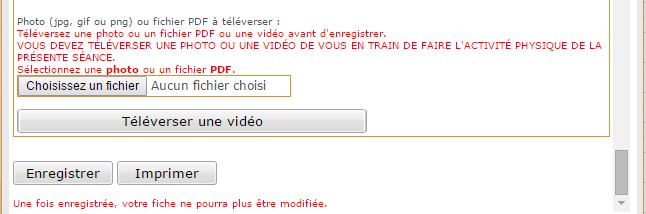 Photo (jpg, gif ou png) ou fichier PDF à téléverser :
Téléversez une photo ou un fichier PDF ou une vidéo avant d'enregistrer.
VOUS DEVEZ TÉLÉVERSER UNE PHOTO OU UNE VIDÉO DE VOUS EN TRAIN DE FAIRE L'ACTIVITÉ PHYSIQUE DE LA
PRÉSENTE SÉANCE.
Sélectionnez une photo ou un fichier PDF.
Choisissez un fichier Aucun fichier choisi
Téléverser une vidéo
Enregistrer Imprimer
Une fois enregistrée, votre fiche ne pourra plus être modifiée.